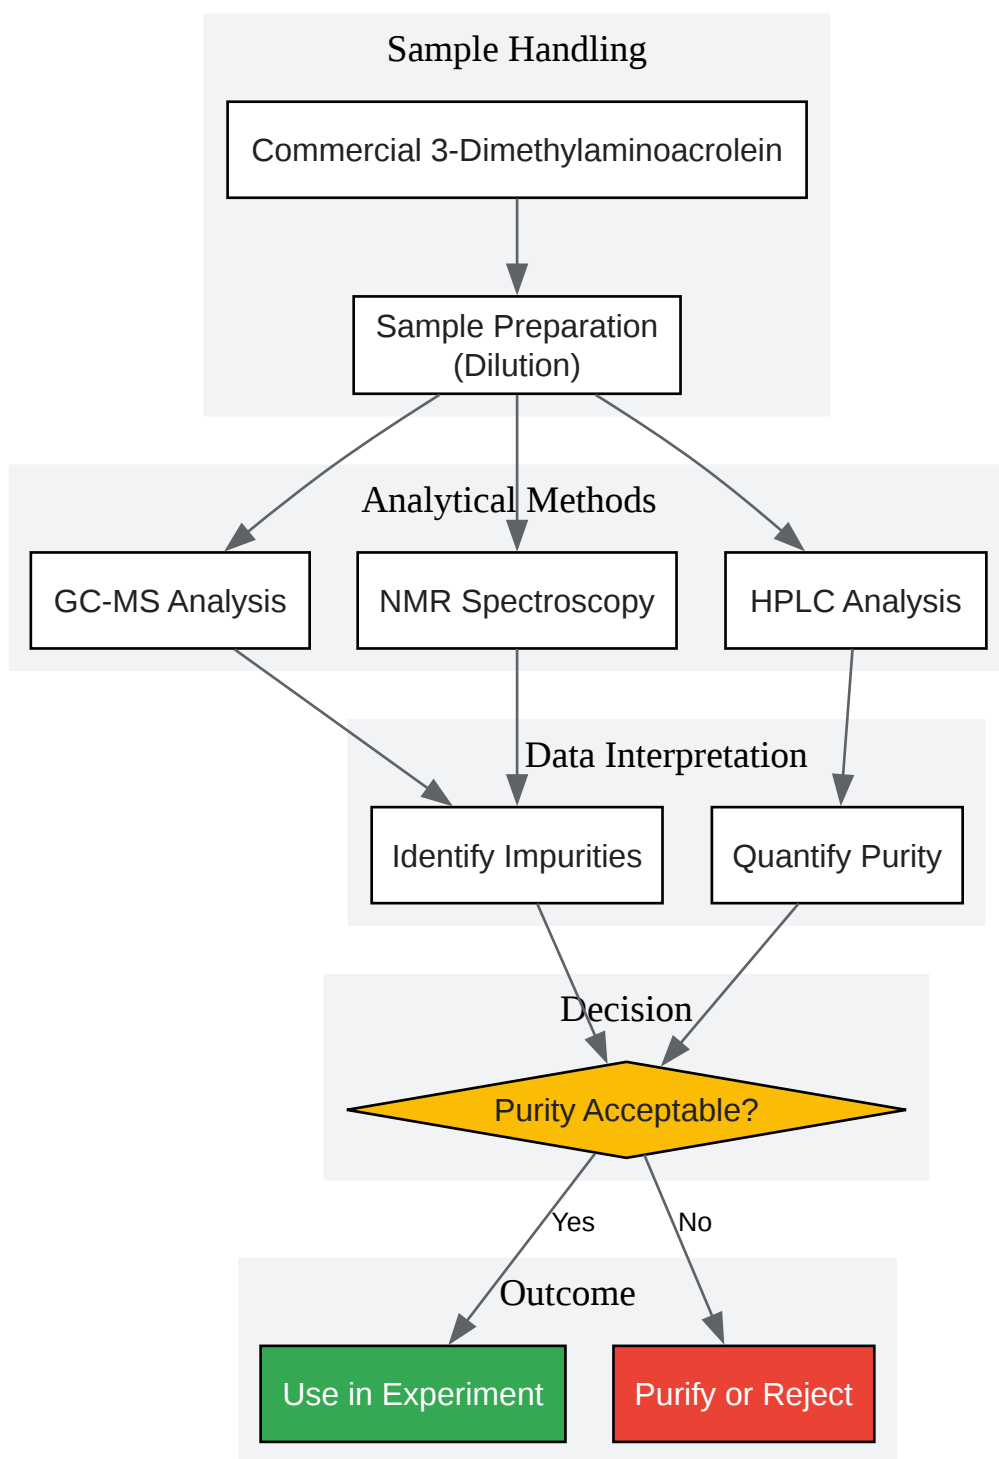 Sample Handling
Commercial 3-Dimethylaminoacrolein
Sample Preparation
(Dilution)
Analytical Methods
GC-MS Analysis
NMR Spectroscopy
HPLC Analysis
Data Interpretation
Identify Impurities
Quantify Purity
Decision
Purity Acceptable?
Yes
No
Outcome
Use in Experiment
Purify or Reject